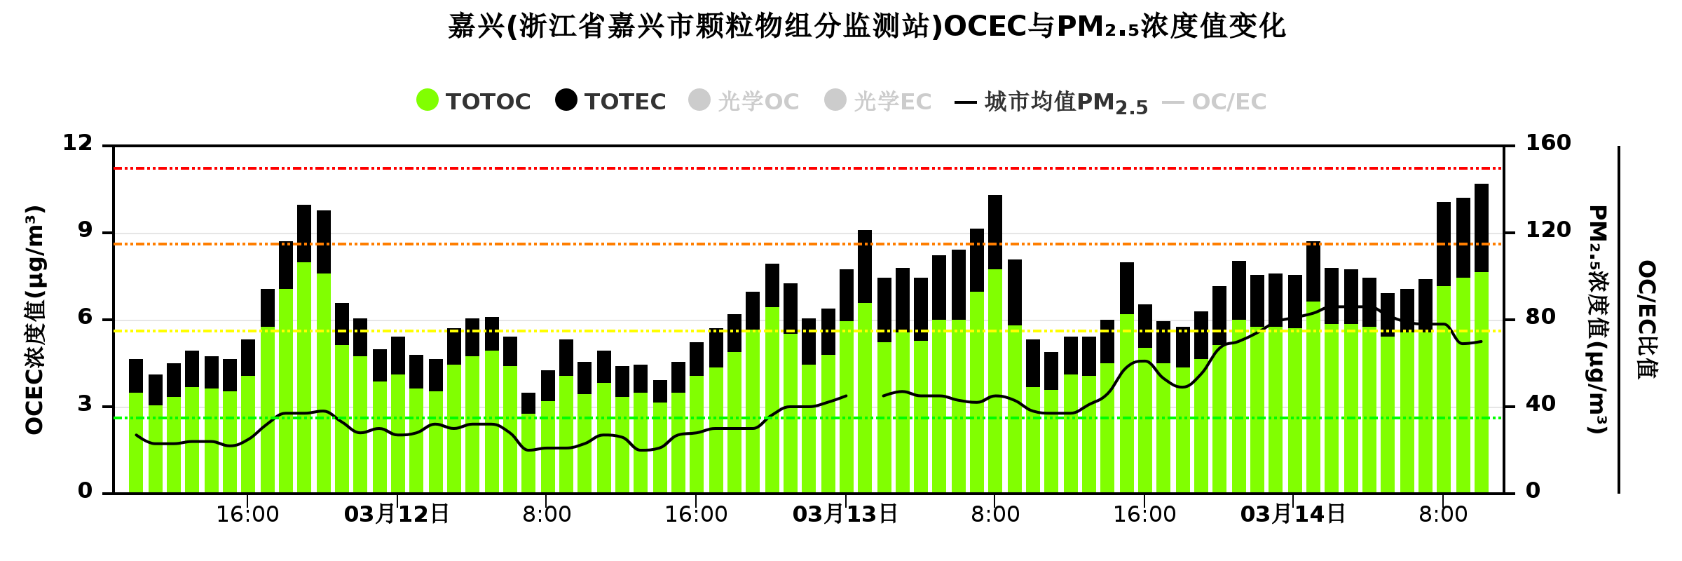 嘉兴(浙江省嘉兴市颗粒物组分监测站)OCEC与PM₂.₅浓度值变化
TOTOC TOTEC 光学OC 光学EC 城市均值PM2.5 OC/EC
OCEC浓度值(μg/m³)
12
9
6
3
0
160
120
80
40
0
PM₂.₅浓度值(μg/m³)
OC/EC比值
16:00 03月12日 8:00 16:00 03月13日 8:00 16:00 03月14日 8:00